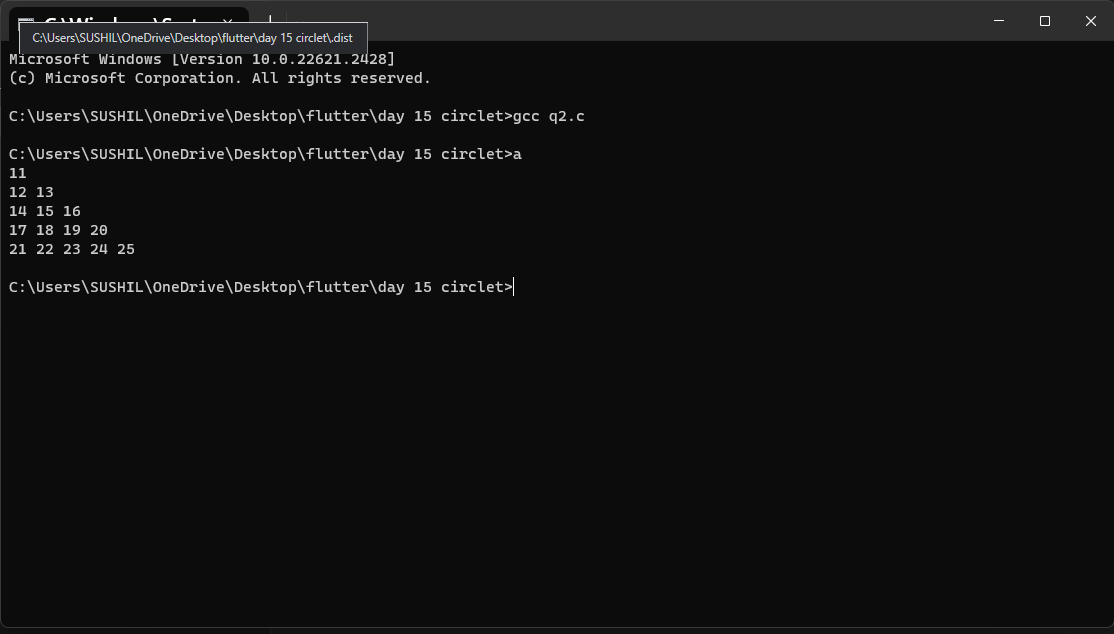 C:\Users\SUSHIL\OneDrive\Desktop\flutter\day 15 circlet\.dist
Microsoft Windows [Version 10.0.22621.2428]
(c) Microsoft Corporation. All rights reserved.
C:\Users\SUSHIL\OneDrive\Desktop\flutter\day 15 circlet>gcc q2.c
C:\Users\SUSHIL\OneDrive\Desktop\flutter\day 15 circlet>a
11
12 13
14 15 16
17 18 19 20
21 22 23 24 25
C:\Users\SUSHIL\OneDrive\Desktop\flutter\day 15 circlet>